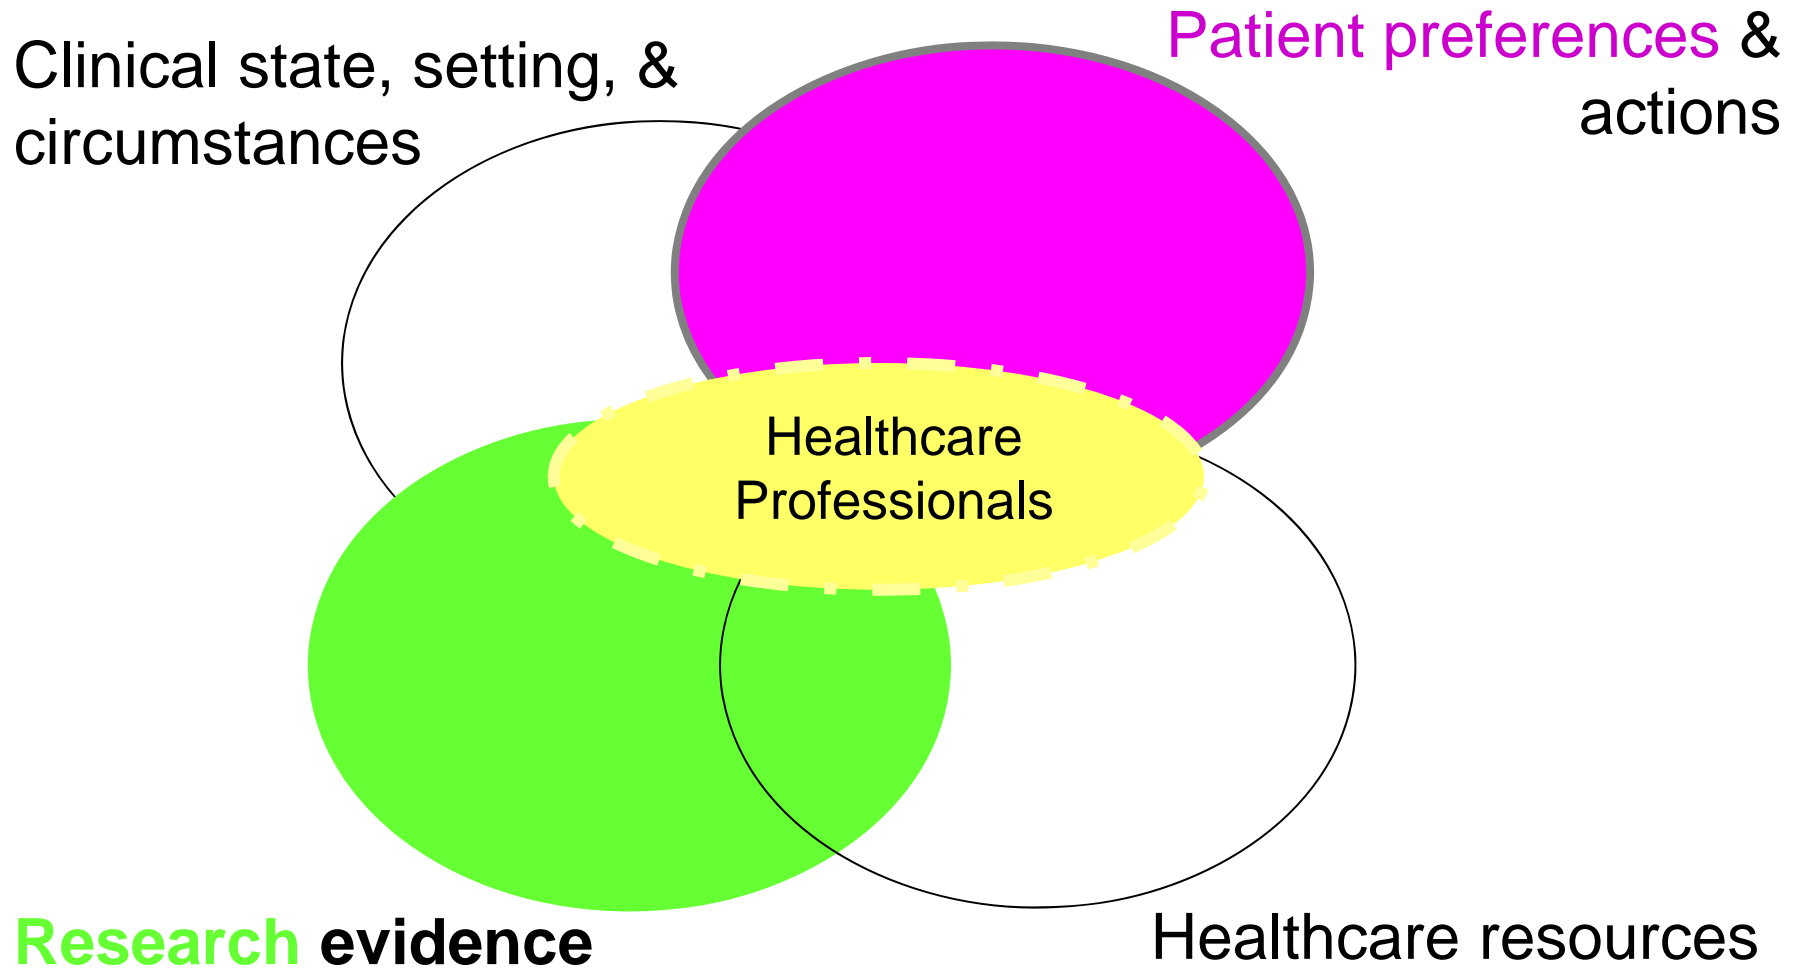 Clinical state, setting, &
circumstances
Patient preferences &
actions
Healthcare
Professionals
Research evidence
Healthcare resources